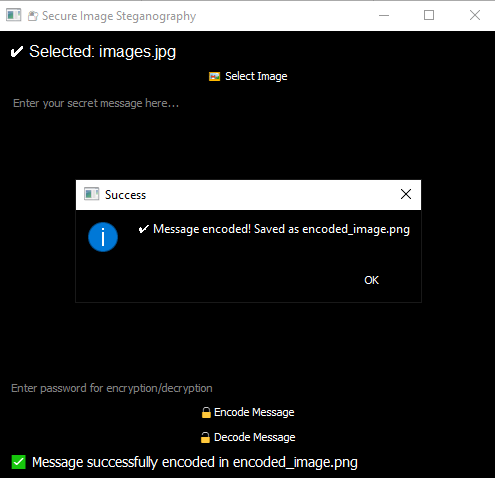 Secure Image Steganography
✔ Selected: images.jpg
Select Image
Enter your secret message here...
Success
✔ Message encoded! Saved as encoded_image.png
OK
Enter password for encryption/decryption
Encode Message
Decode Message
✅ Message successfully encoded in encoded_image.png